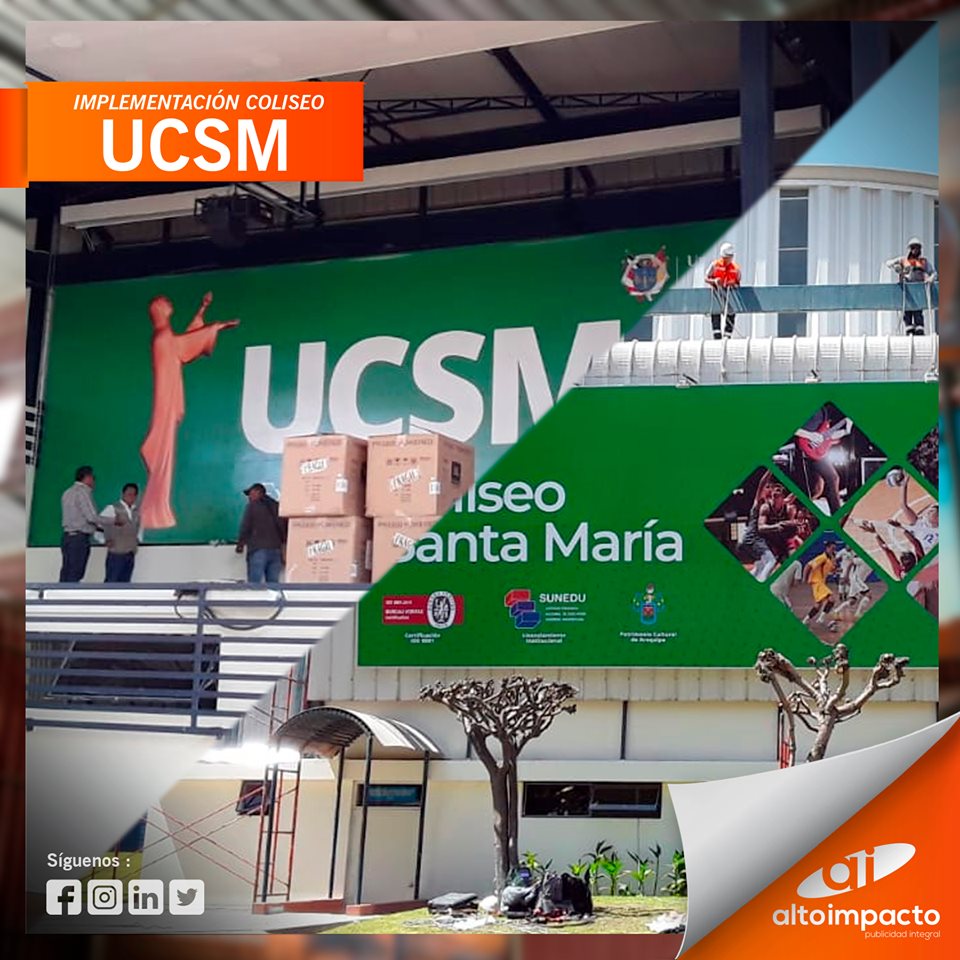 IMPLEMENTACIÓN COLISEO
UCSM
UCSM
oliseo
Santa María
SUNEDU
Certificación
ISO 9001
Licenciamiento
Institucional
Patrimonio Cultural
de Arequipa
Síguenos :
altoimpacto
publicidad integral